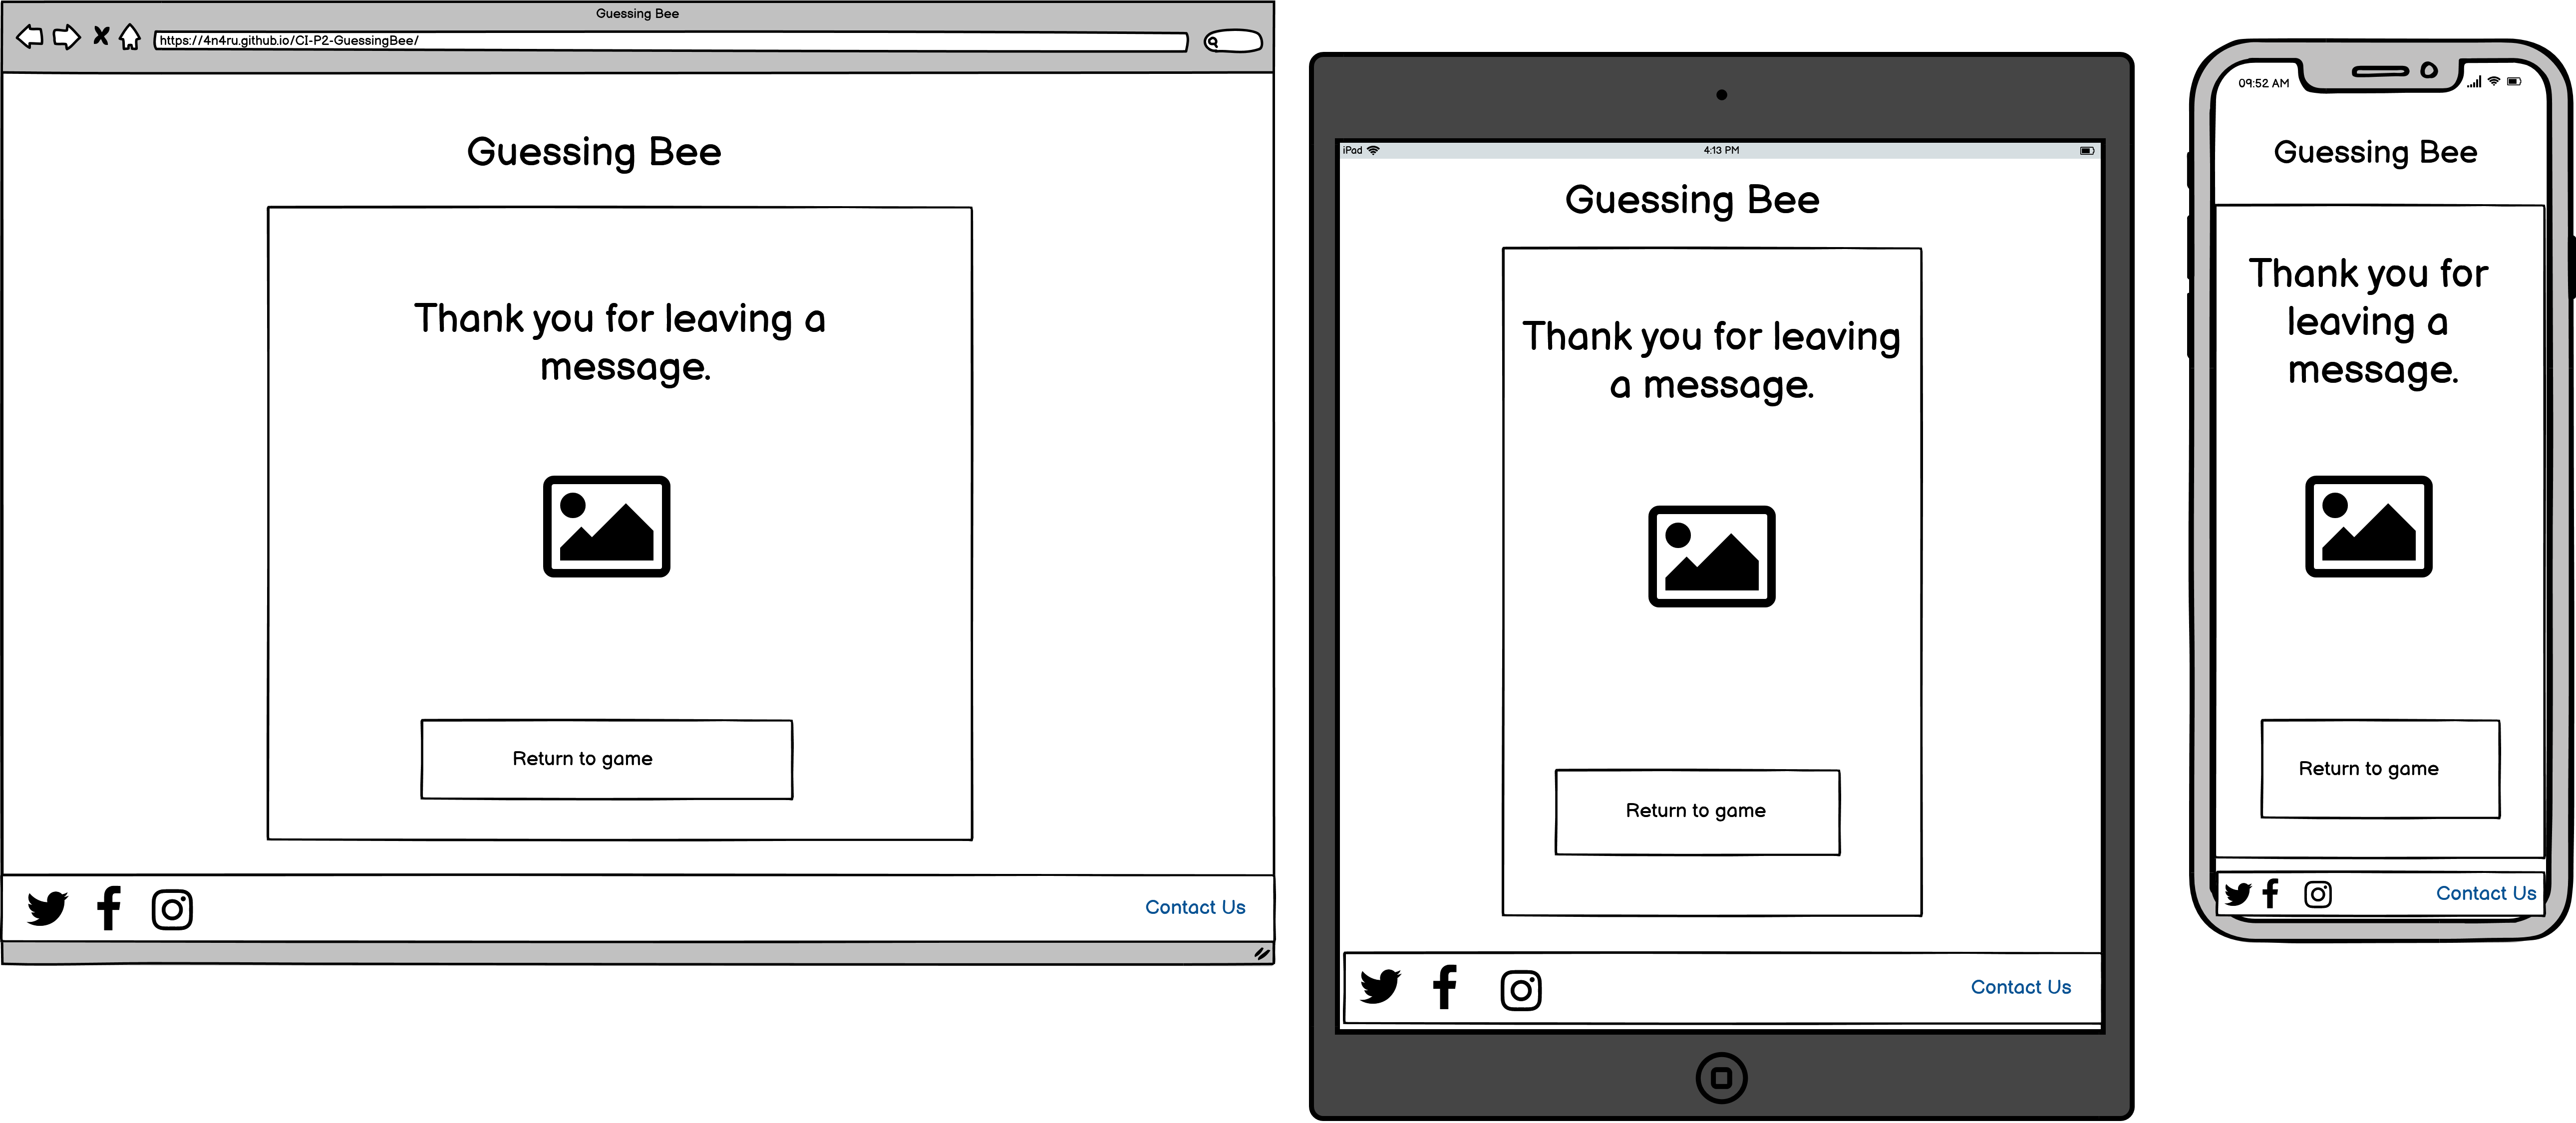 Guessing Bee
https://4n4ru.github.io/CI-P2-GuessingBee/
Guessing Bee
Thank you for leaving a
message.
Return to game
Contact Us
iPad
4:13 PM
Guessing Bee
Thank you for leaving
a message.
Return to game
Contact Us
09:52 AM
Guessing Bee
Thank you for
leaving a
message.
Return to game
Contact Us